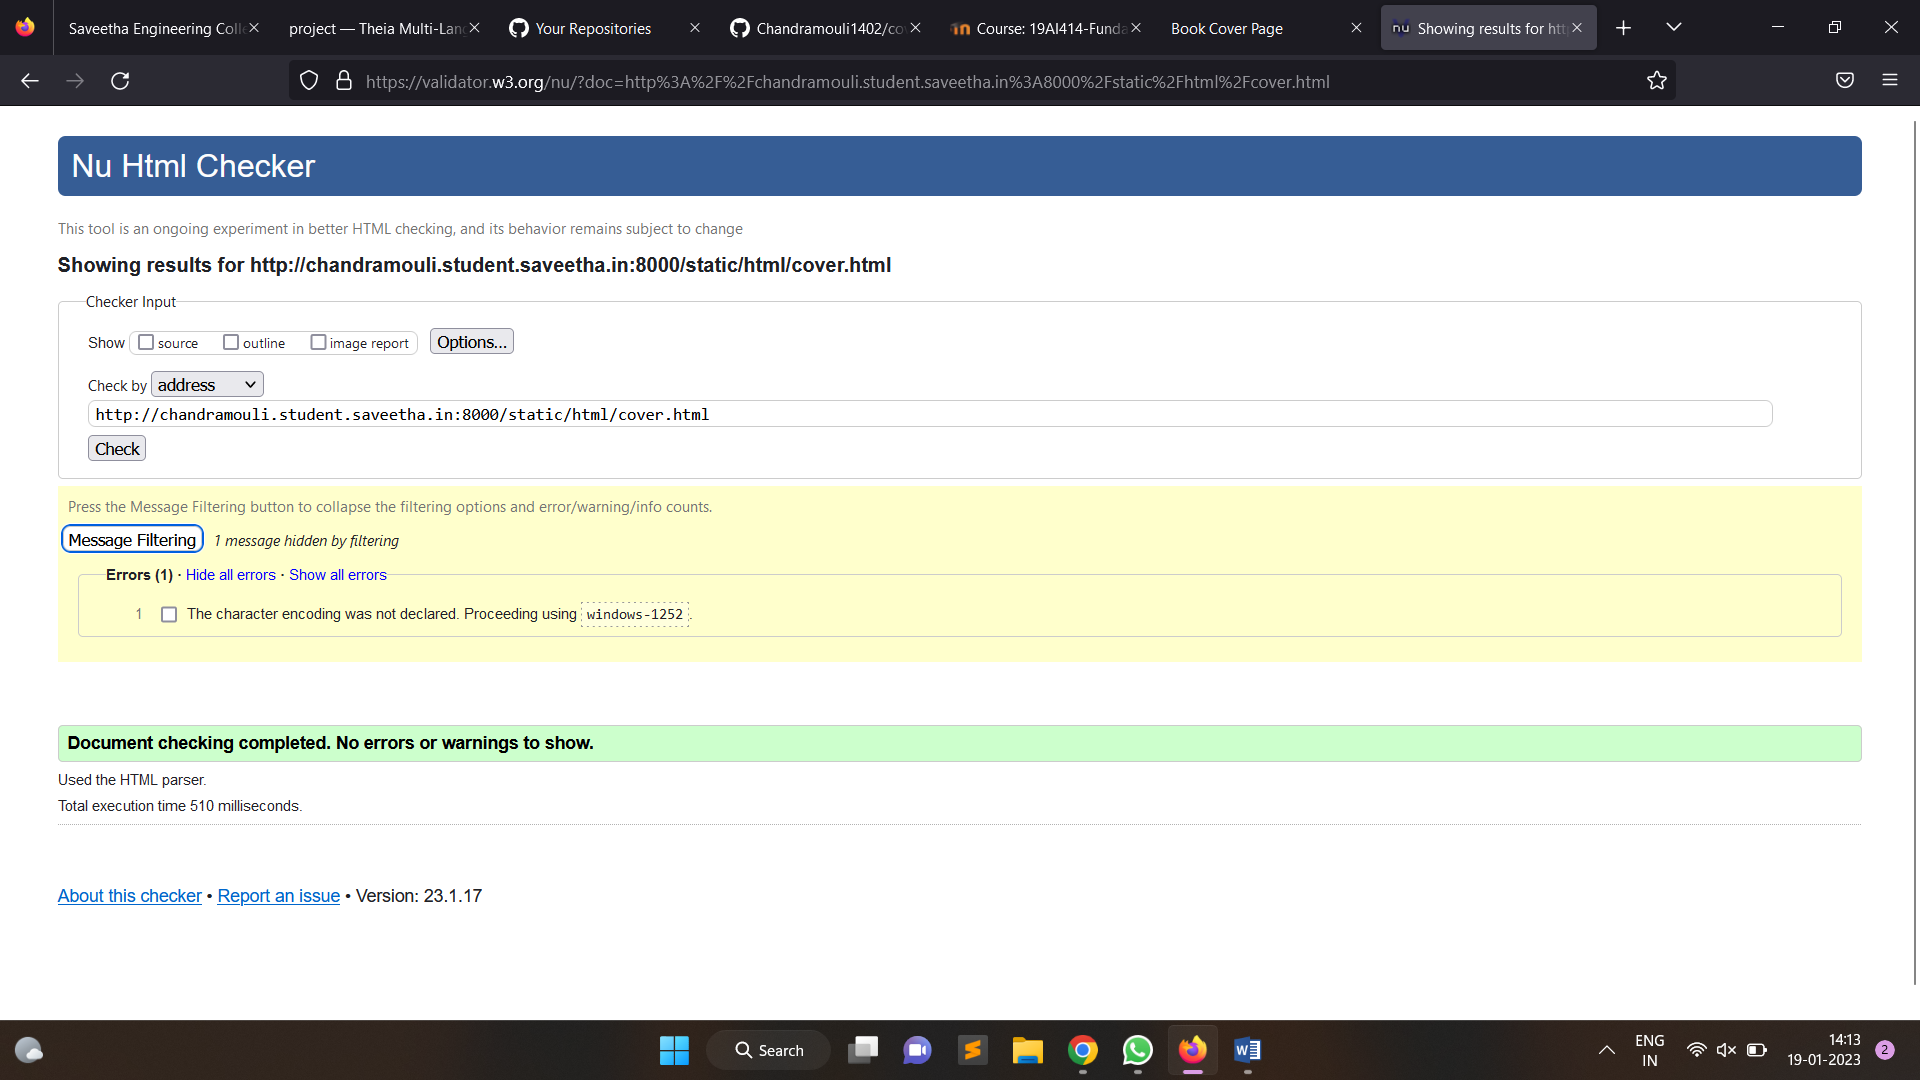 Saveetha Engineering Colle
project — Theia Multi-Lang
Your Repositories
Chandramouli1402/co
Course: 19AI414-Funda
Book Cover Page
nu Showing results for htt
https://validator.w3.org/nu/?doc=http%3A%2F%2Fchandramouli.student.saveetha.in%3A8000%2Fstatic%2Fhtml%2Fcover.html
Nu Html Checker
This tool is an ongoing experiment in better HTML checking, and its behavior remains subject to change
Showing results for http://chandramouli.student.saveetha.in:8000/static/html/cover.html
Checker Input
Show source outline image report Options...
Check by address
http://chandramouli.student.saveetha.in:8000/static/html/cover.html
Check
Press the Message Filtering button to collapse the filtering options and error/warning/info counts.
Message Filtering 1 message hidden by filtering
Errors (1) · Hide all errors · Show all errors
1 The character encoding was not declared. Proceeding using windows-1252.
Document checking completed. No errors or warnings to show.
Used the HTML parser.
Total execution time 510 milliseconds.
About this checker • Report an issue • Version: 23.1.17
Search
ENG
IN
14:13
19-01-2023
2